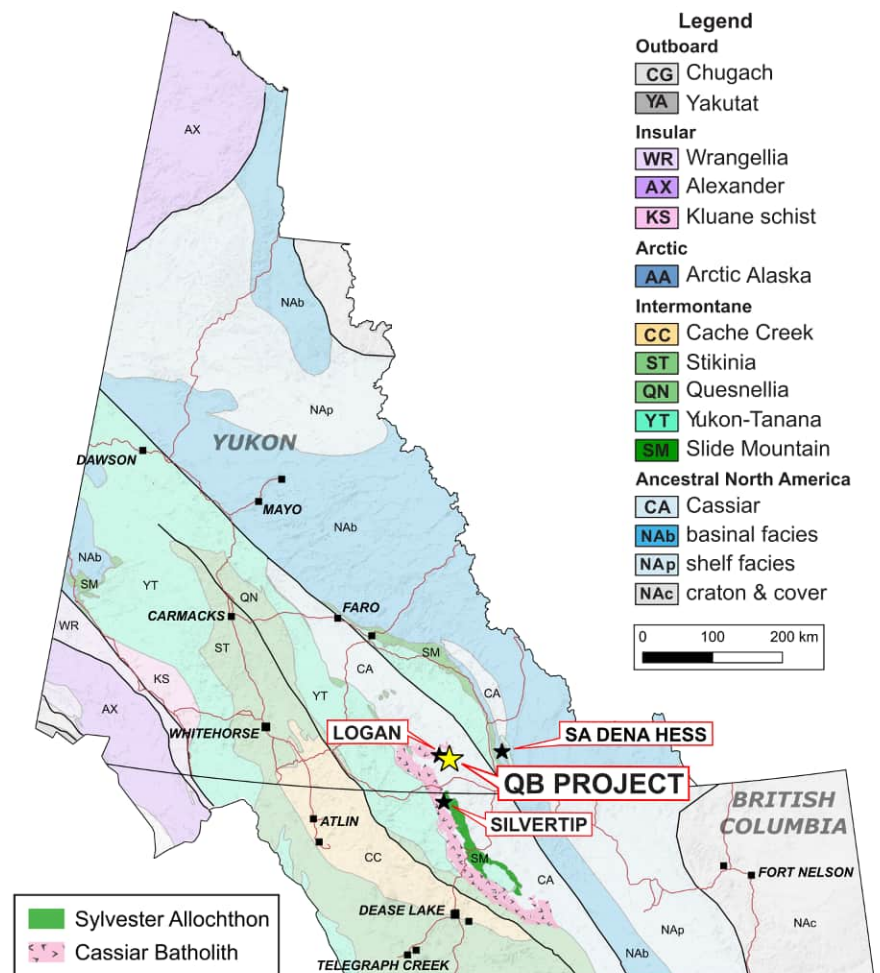 Legend
Outboard
CG Chugach
YA Yakutat
Insular
WR Wrangellia
AX Alexander
KS Kluane schist
Arctic
AA Arctic Alaska
Intermontane
CC Cache Creek
ST Stikinia
QN Quesnellia
YT Yukon-Tanana
SM Slide Mountain
Ancestral North America
CA Cassiar
NAb basinal facies
NAp shelf facies
NAc craton & cover
0 100 200 km
AX
NAb
NAp
YUKON
DAWSON
MAYO
NAb
NAb
SM
YT
QN
CARMACKS
FARO
WR
ST
SM
CA
KS
YT
CA
AX
WHITEHORSE
LOGAN
SA DENA HESS
QB PROJECT
BRITISH
COLUMBIA
SILVERTIP
ATLIN
CC
SM
CA
FORT NELSON
DEASE LAKE
NAp
NAc
NAb
TELEGRAPH CREEK
Sylvester Allochthon
Cassiar Batholith